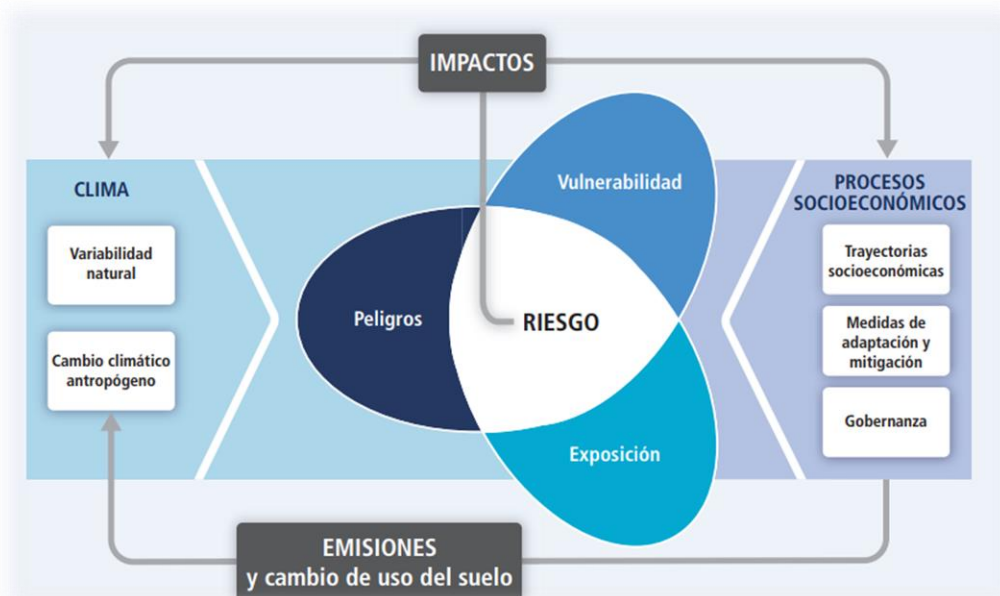 IMPACTOS
CLIMA
Variabilidad
natural
Cambio climático
antropógeno
Peligros
Vulnerabilidad
RIESGO
Exposición
PROCESOS
SOCIOECONÓMICOS
Trayectorias
socioeconómicas
Medidas de
adaptación y
mitigación
Gobernanza
EMISIONES
y cambio de uso del suelo